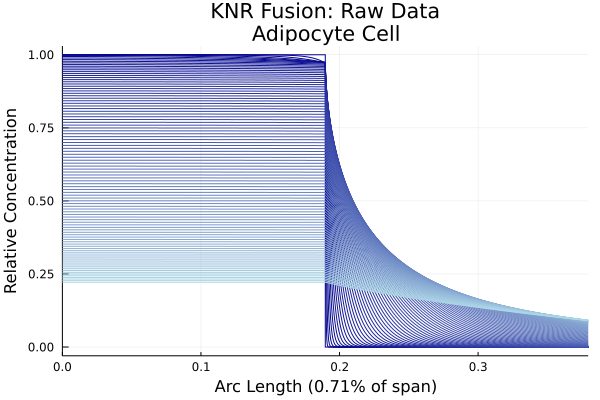 KNR Fusion: Raw Data
Adipocyte Cell
1.00
0.75
0.50
0.25
0.00
Relative Concentration
0.0 0.1 0.2 0.3
Arc Length (0.71% of span)